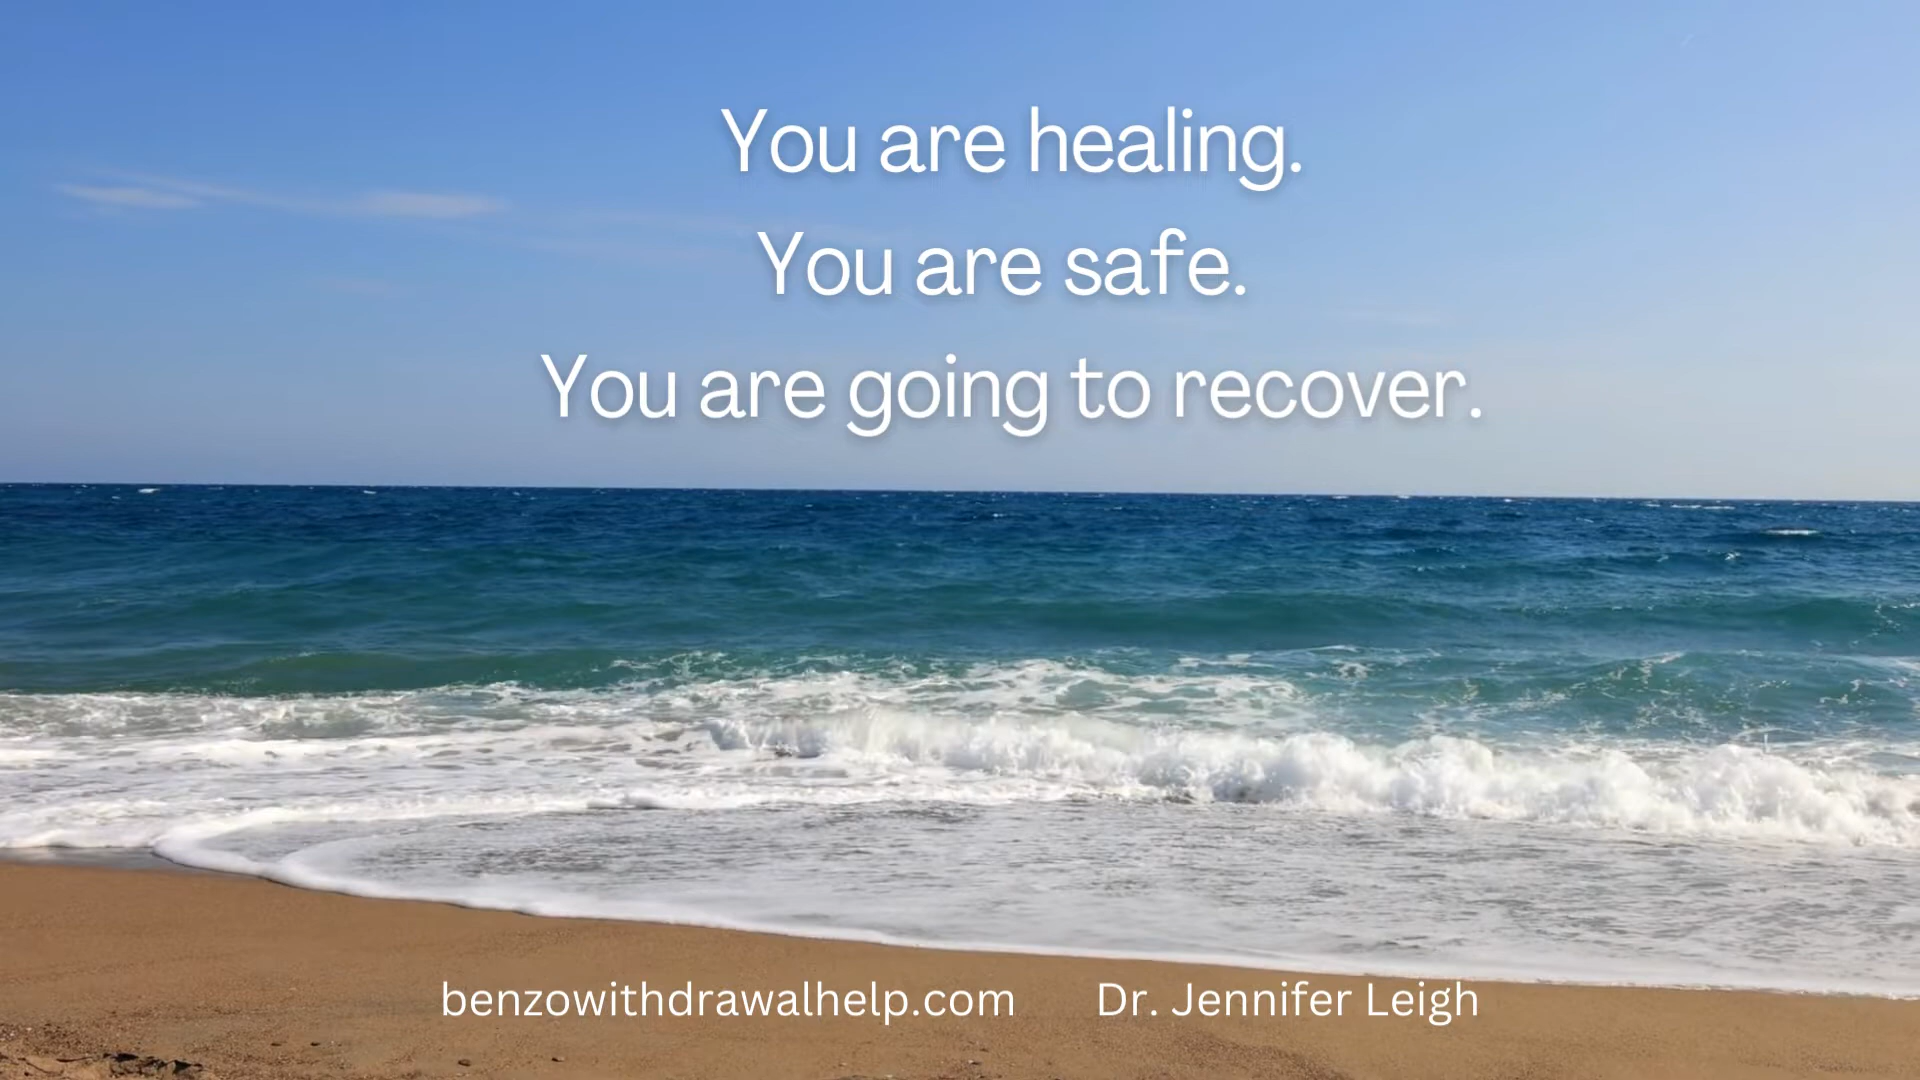 You are healing.
You are safe.
You are going to recover.
benzowithdrawalhelp.com Dr. Jennifer Leigh